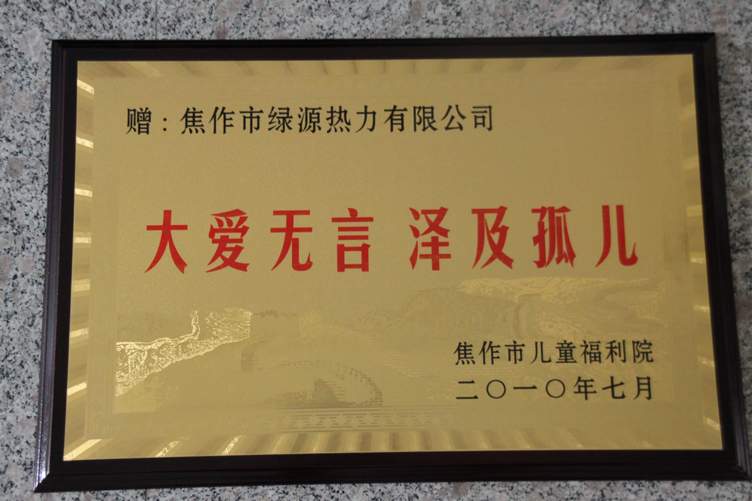 赠：焦作市绿源热力有限公司
大爱无言 泽及孤儿
焦作市儿童福利院
二〇一〇年七月